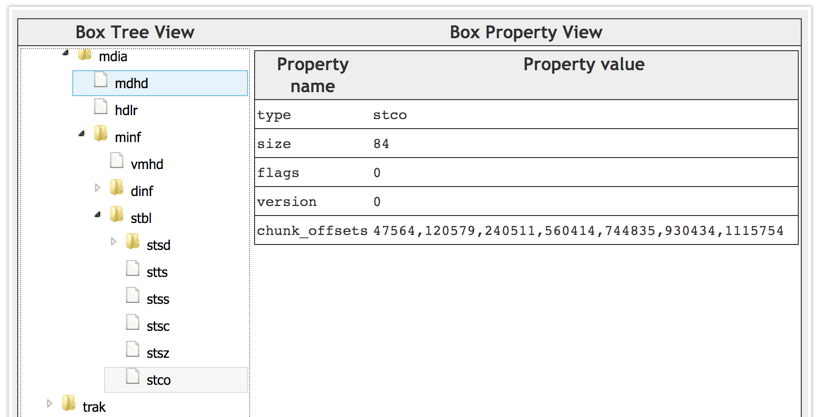 Box Tree View
Box Property View
mdia
mdhd
hdlr
minf
vmhd
dinf
stbl
stsd
stts
stss
stsc
stsz
stco
trak
Property name
Property value
type stco
size 84
flags 0
version 0
chunk_offsets 47564,120579,240511,560414,744835,930434,1115754